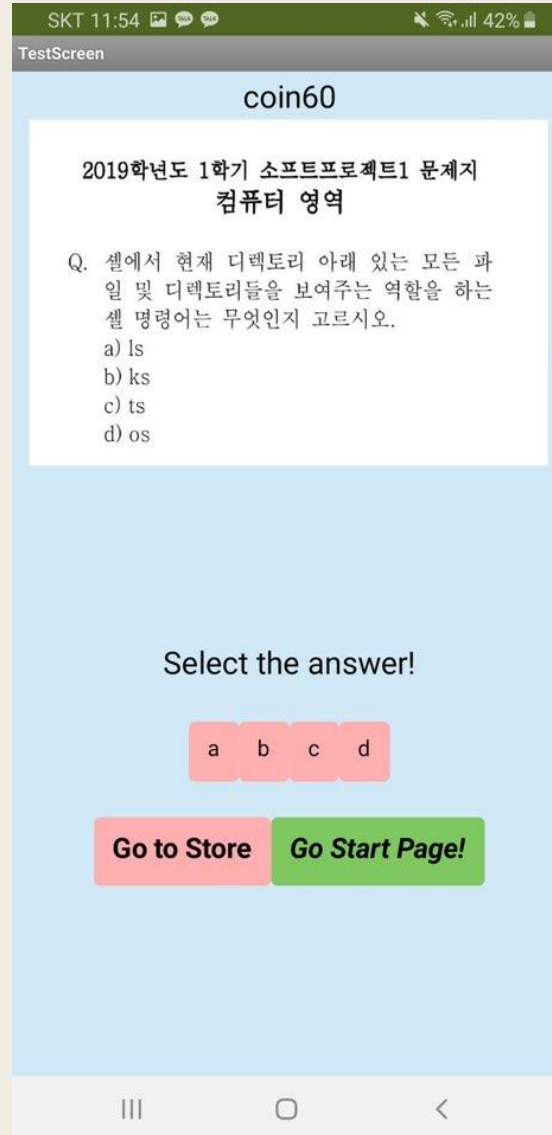 SKT 11:54 TALK TALK 42%
TestScreen
coin60
2019학년도 1학기 소프트프로젝트1 문제지
컴퓨터 영역
Q. 셸에서 현재 디렉토리 아래 있는 모든 파
일 및 디렉토리들을 보여주는 역할을 하는
셸 명령어는 무엇인지 고르시오.
a) ls
b) ks
c) ts
d) os
Select the answer!
a b c d
Go to Store Go Start Page!